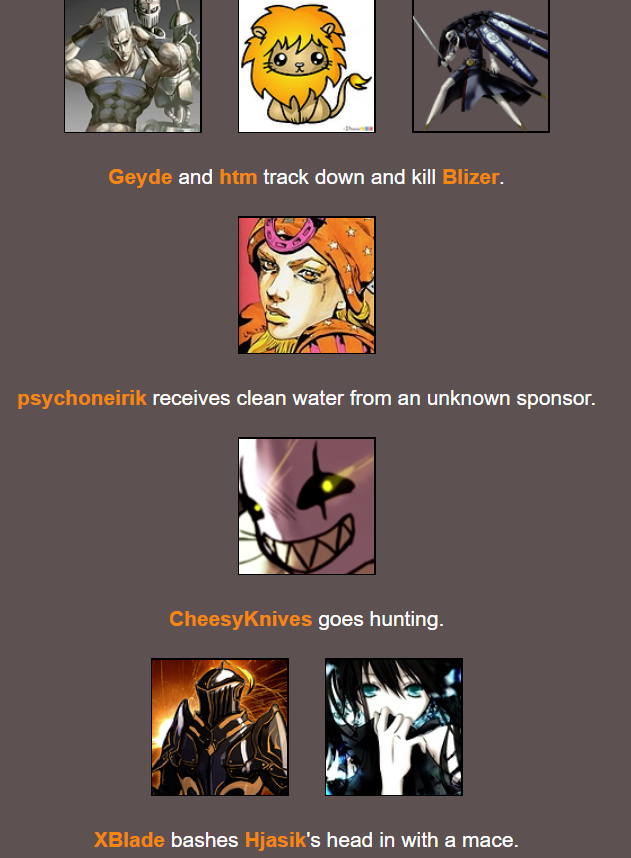 Geyde and htm track down and kill Blizer.
psychoneirik receives clean water from an unknown sponsor.
CheesyKnives goes hunting.
XBlade bashes Hjasik's head in with a mace.